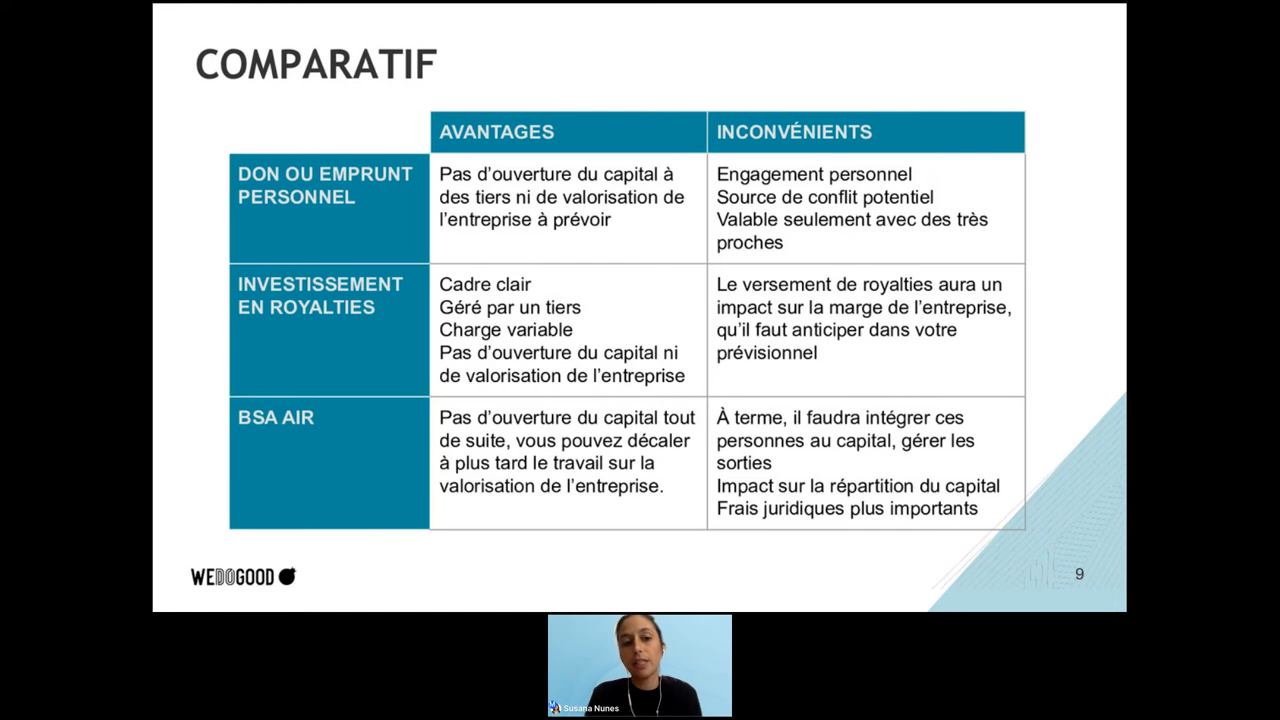 COMPARATIF
AVANTAGES
INCONVÉNIENTS
DON OU EMPRUNT
PERSONNEL
Pas d’ouverture du capital à
des tiers ni de valorisation de
l’entreprise à prévoir
Engagement personnel
Source de conflit potentiel
Valable seulement avec des très
proches
INVESTISSEMENT
EN ROYALTIES
Cadre clair
Géré par un tiers
Charge variable
Pas d’ouverture du capital ni
de valorisation de l’entreprise
Le versement de royalties aura un
impact sur la marge de l’entreprise,
qu’il faut anticiper dans votre
prévisionnel
BSA AIR
Pas d’ouverture du capital tout
de suite, vous pouvez décaler
à plus tard le travail sur la
valorisation de l’entreprise.
À terme, il faudra intégrer ces
personnes au capital, gérer les
sorties
Impact sur la répartition du capital
Frais juridiques plus importants
WEDOGOOD
9
Susana Nunes